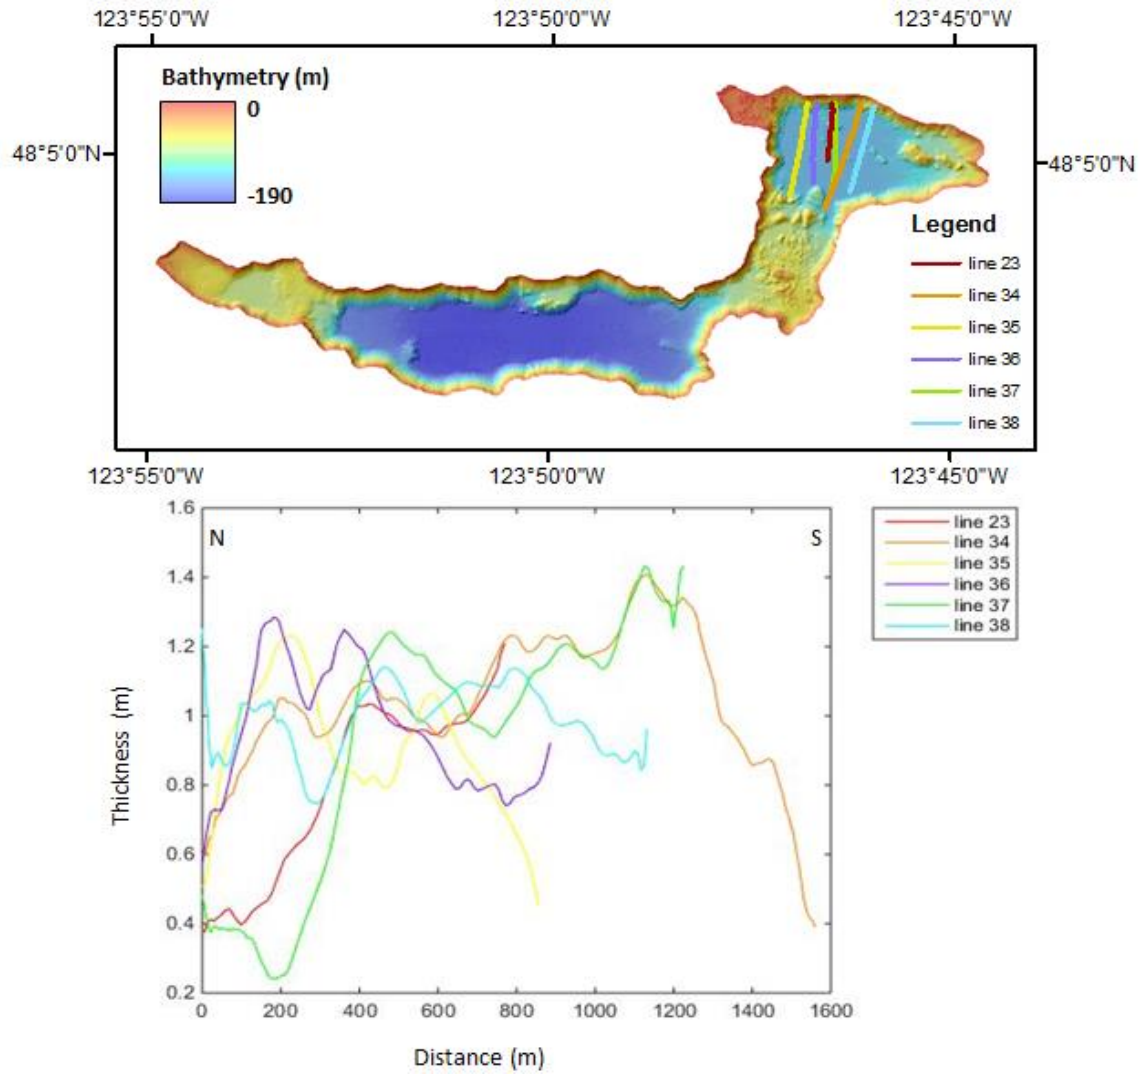 123°55'0"W 123°50'0"W 123°45'0"W
Bathymetry (m)
0
-190
48°5'0"N
48°5'0"N
Legend
line 23
line 34
line 35
line 36
line 37
line 38
123°55'0"W 123°50'0"W 123°45'0"W
1.6
1.4
1.2
1
0.8
0.6
0.4
0.2
Thickness (m)
N
S
line 23
line 34
line 35
line 36
line 37
line 38
0 200 400 600 800 1000 1200 1400 1600
Distance (m)